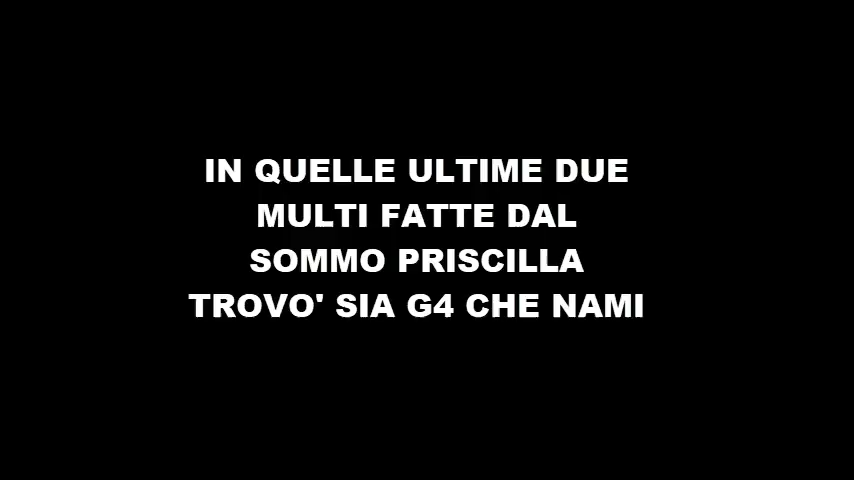 IN QUELLE ULTIME DUE
MULTI FATTE DAL
SOMMO PRISCILLA
TROVO' SIA G4 CHE NAMI